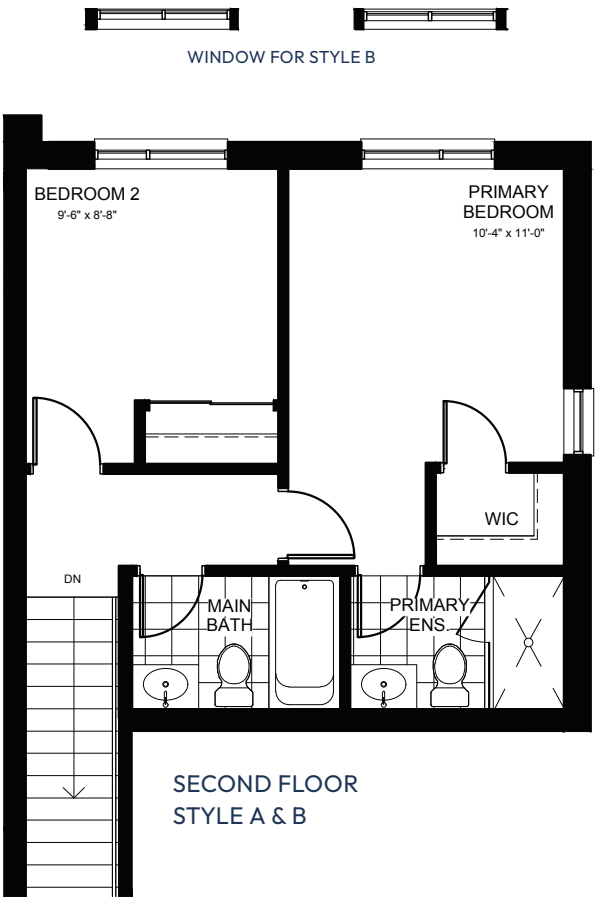 WINDOW FOR STYLE B
BEDROOM 2
9'-6" x 8'-8"
PRIMARY
BEDROOM
10'-4" x 11'-0"
WIC
DN
MAIN
BATH
PRIMARY
ENS.
SECOND FLOOR
STYLE A & B